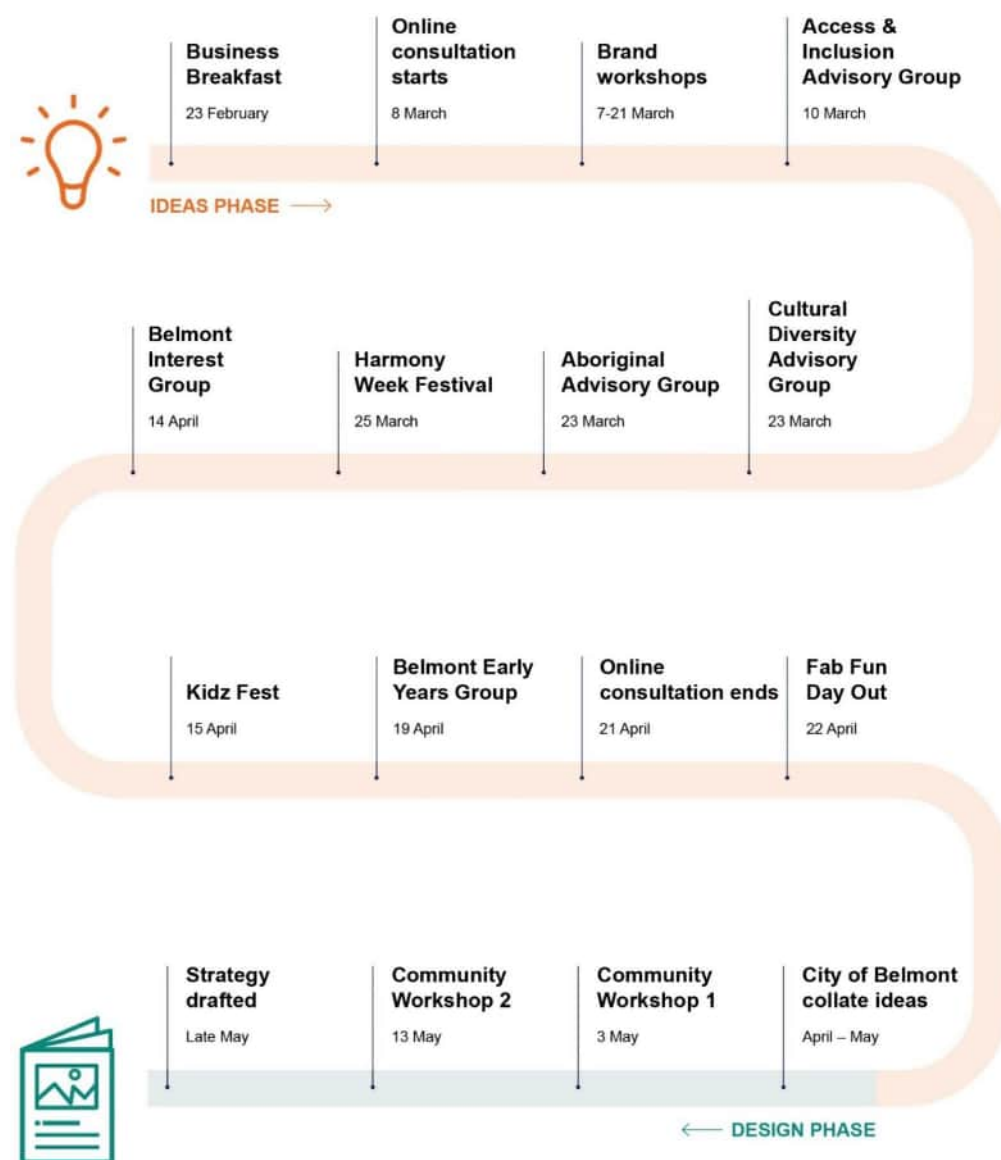 Business
Breakfast
23 February
Online
consultation
starts
8 March
Brand
workshops
7-21 March
Access &
Inclusion
Advisory Group
10 March
IDEAS PHASE
Cultural
Diversity
Advisory
Group
23 March
Aboriginal
Advisory Group
23 March
Harmony
Week Festival
25 March
Belmont
Interest
Group
14 April
Kidz Fest
15 April
Belmont Early
Years Group
19 April
Online
consultation ends
21 April
Fab Fun
Day Out
22 April
City of Belmont
collate ideas
April – May
Community
Workshop 1
3 May
Community
Workshop 2
13 May
Strategy
drafted
Late May
DESIGN PHASE